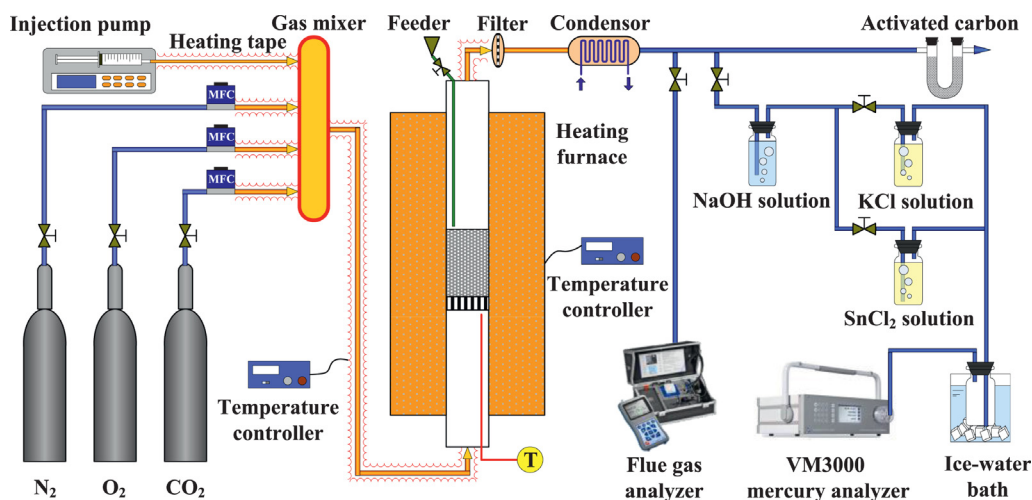 Injection pump
Heating tape
Gas mixer
Feeder
Filter
Condensor
Activated carbon
MFC
MFC
MFC
Heating
furnace
NaOH solution
KCl solution
Temperature
controller
SnCl₂ solution
Temperature
controller
T
N₂
O₂
CO₂
Flue gas
analyzer
VM3000
mercury analyzer
Ice-water
bath